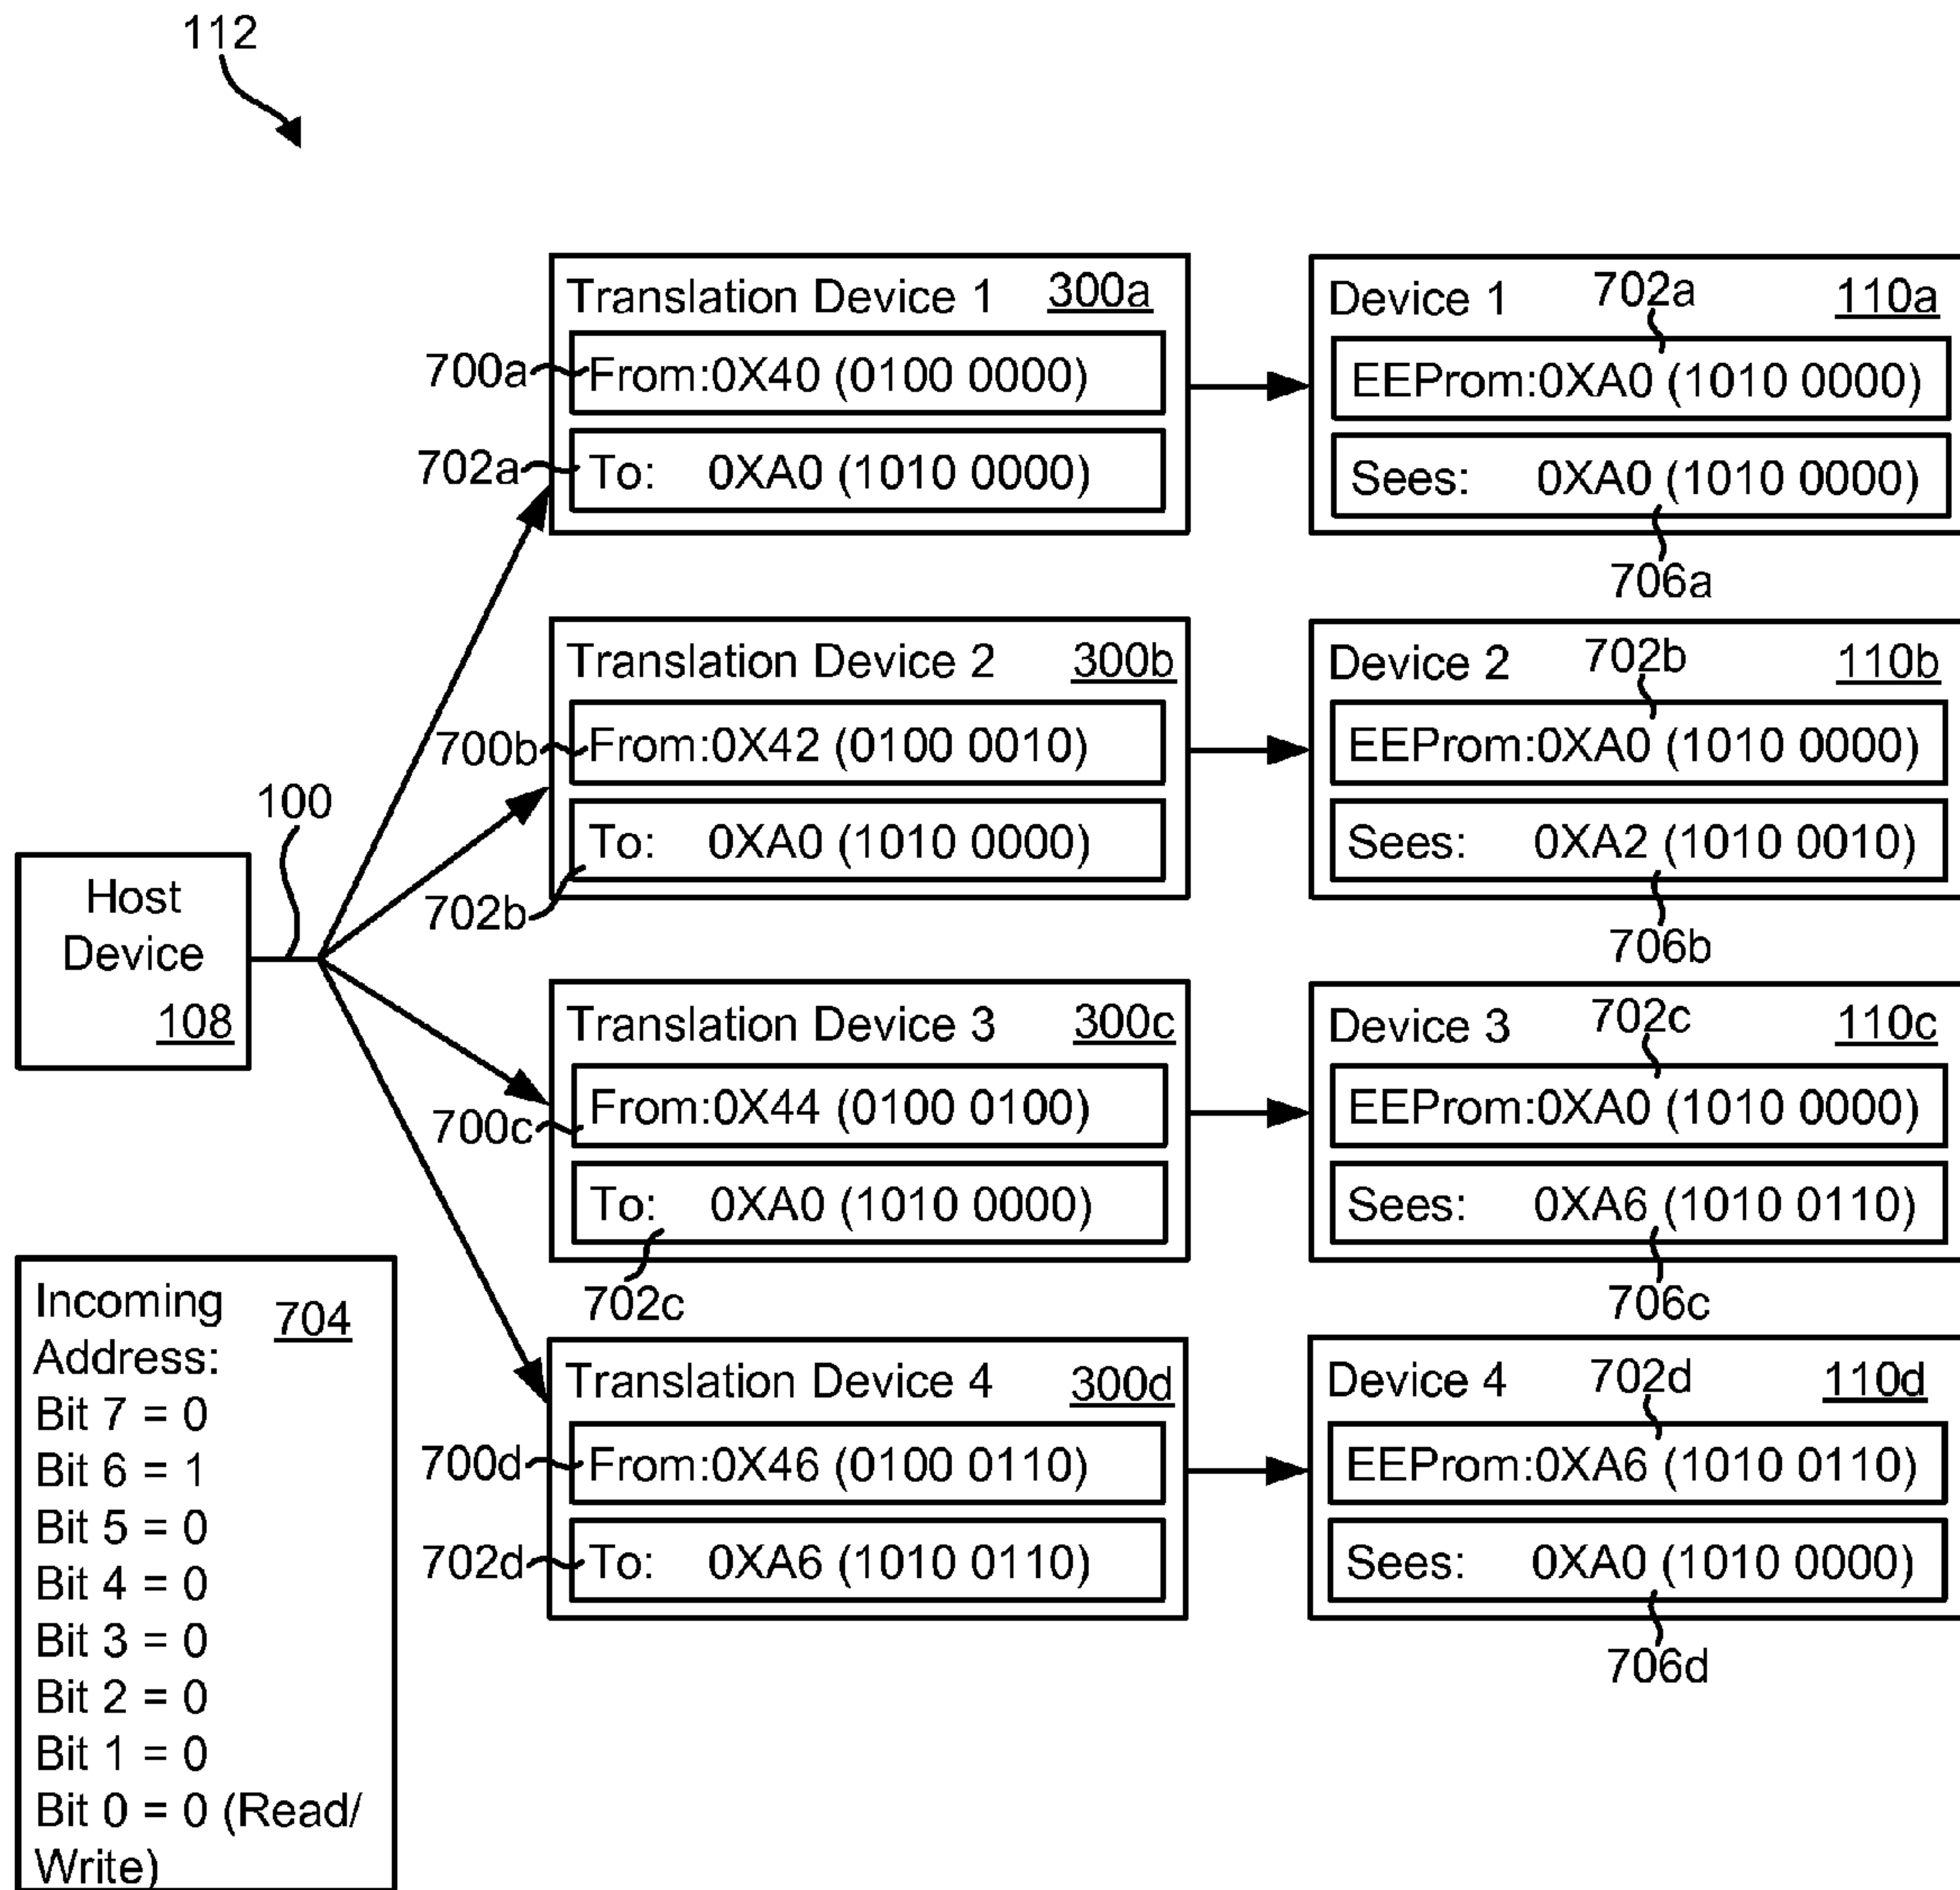 112
Translation Device 1 300a
700a From:0X40 (0100 0000)
702a To: 0XA0 (1010 0000)
Device 1 702a 110a
EEProm:0XA0 (1010 0000)
Sees: 0XA0 (1010 0000)
706a
Translation Device 2 300b
700b From:0X42 (0100 0010)
To: 0XA0 (1010 0000)
702b
Device 2 702b 110b
EEProm:0XA0 (1010 0000)
Sees: 0XA2 (1010 0010)
706b
100
Host
Device
108
Translation Device 3 300c
From:0X44 (0100 0100)
700c
To: 0XA0 (1010 0000)
702c
Device 3 702c 110c
EEProm:0XA0 (1010 0000)
Sees: 0XA6 (1010 0110)
706c
Translation Device 4 300d
700d From:0X46 (0100 0110)
702d To: 0XA6 (1010 0110)
Device 4 702d 110d
EEProm:0XA6 (1010 0110)
Sees: 0XA0 (1010 0000)
706d
Incoming 704
Address:
Bit 7 = 0
Bit 6 = 1
Bit 5 = 0
Bit 4 = 0
Bit 3 = 0
Bit 2 = 0
Bit 1 = 0
Bit 0 = 0 (Read/
Write)